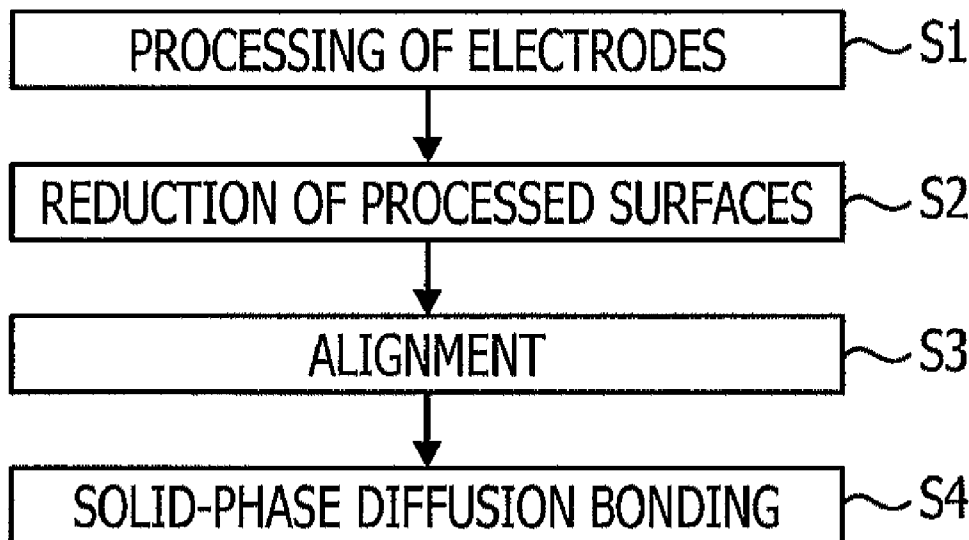 PROCESSING OF ELECTRODES S1
REDUCTION OF PROCESSED SURFACES S2
ALIGNMENT S3
SOLID-PHASE DIFFUSION BONDING S4